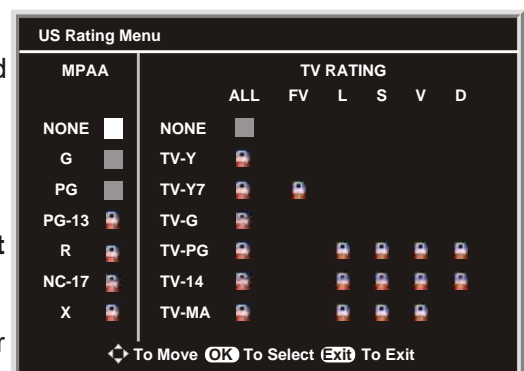 US Rating Menu
MPAA TV RATING
ALL FV L S V D
NONE NONE
G TV-Y
PG TV-Y7
PG-13 TV-G
R TV-PG
NC-17 TV-14
X TV-MA
To Move OK To Select Exit To Exit